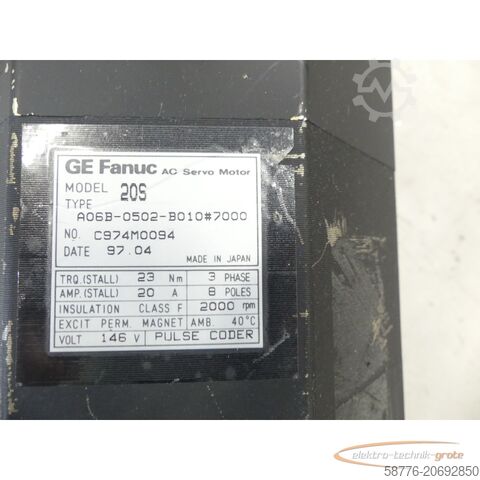 GE Fanuc AC Servo Motor
MODEL 20S
TYPE
A06B-0502-B010#7000
NO. C974M0094
DATE 97.04
MADE IN JAPAN
TRQ.(STALL) 23 Nm 3 PHASE
AMP.(STALL) 20 A 8 POLES
INSULATION CLASS F 2000 rpm
EXCIT PERM. MAGNET AMB. 40°C
VOLT 146 V PULSE CODER
elektro-technik-grote
58776-20692850